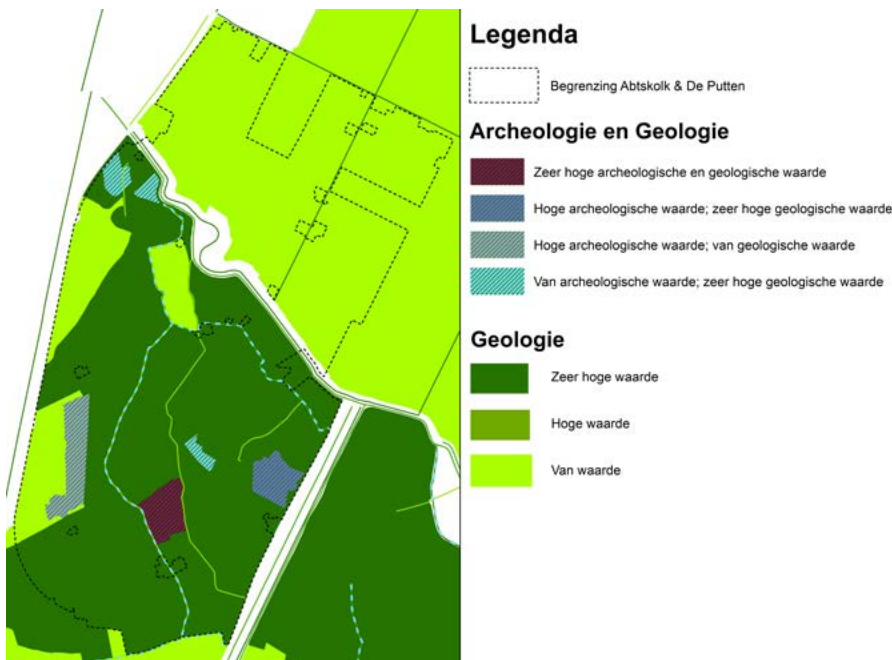 Legenda
Begrenzing Abtskolk & De Putten
Archeologie en Geologie
Zeer hoge archeologische en geologische waarde
Hoge archeologische waarde; zeer hoge geologische waarde
Hoge archeologische waarde; van geologische waarde
Van archeologische waarde; zeer hoge geologische waarde
Geologie
Zeer hoge waarde
Hoge waarde
Van waarde